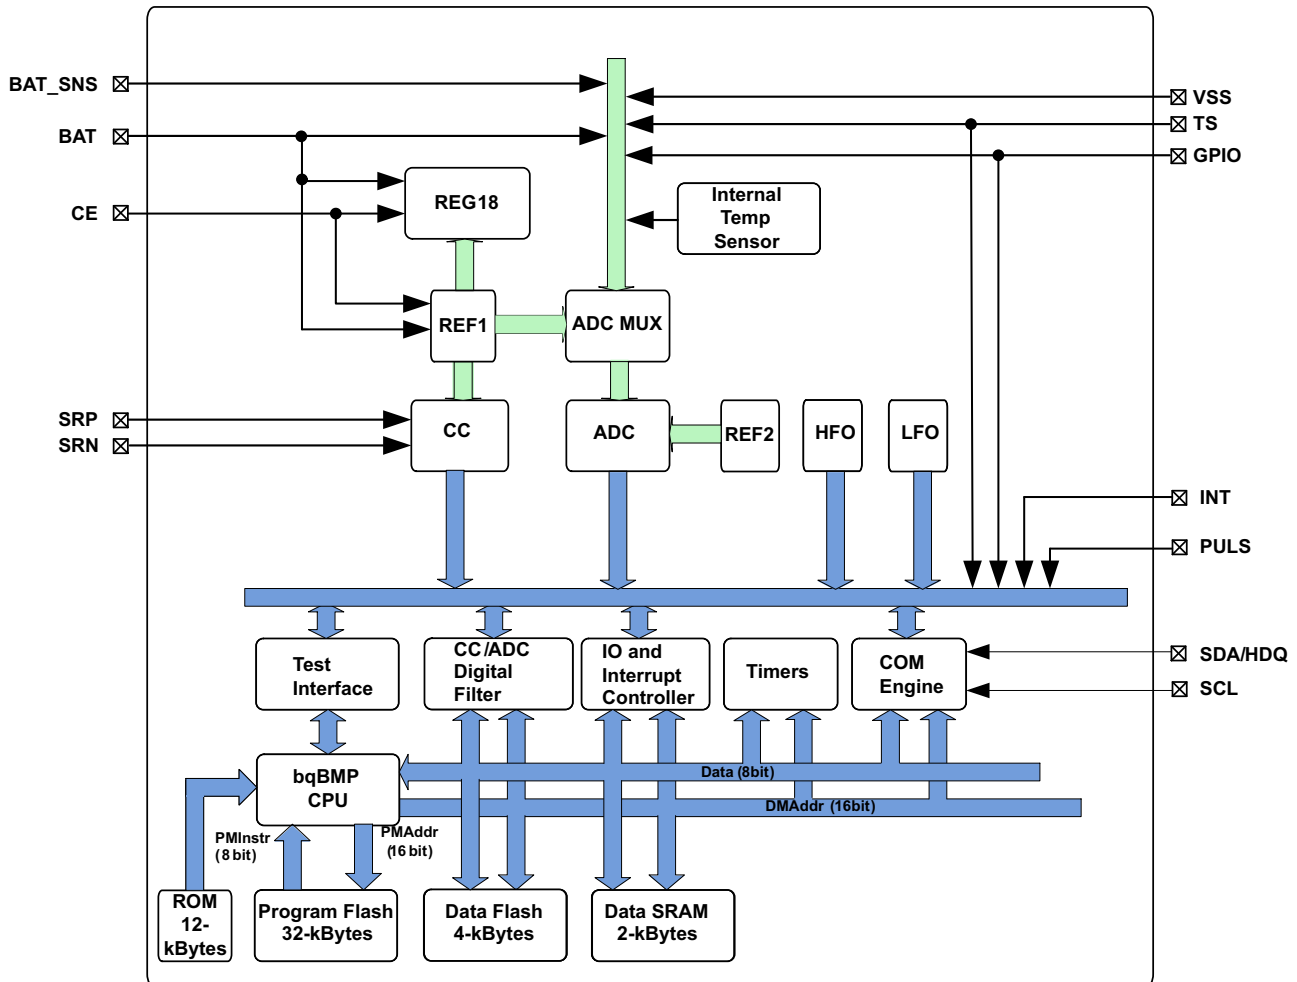 BAT_SNS
VSS
TS
BAT
GPIO
REG18
Internal
Temp
Sensor
CE
REF1
ADC MUX
SRP
SRN
CC
ADC
REF2
HFO
LFO
INT
PULS
Test
Interface
CC/ADC
Digital
Filter
IO and
Interrupt
Controller
Timers
COM
Engine
SDA/HDQ
SCL
bqBMP
CPU
Data (8bit)
DMAddr (16bit)
PMInstr
(8 bit)
PMAddr
(16 bit)
ROM
12-
kBytes
Program Flash
32-kBytes
Data Flash
4-kBytes
Data SRAM
2-kBytes